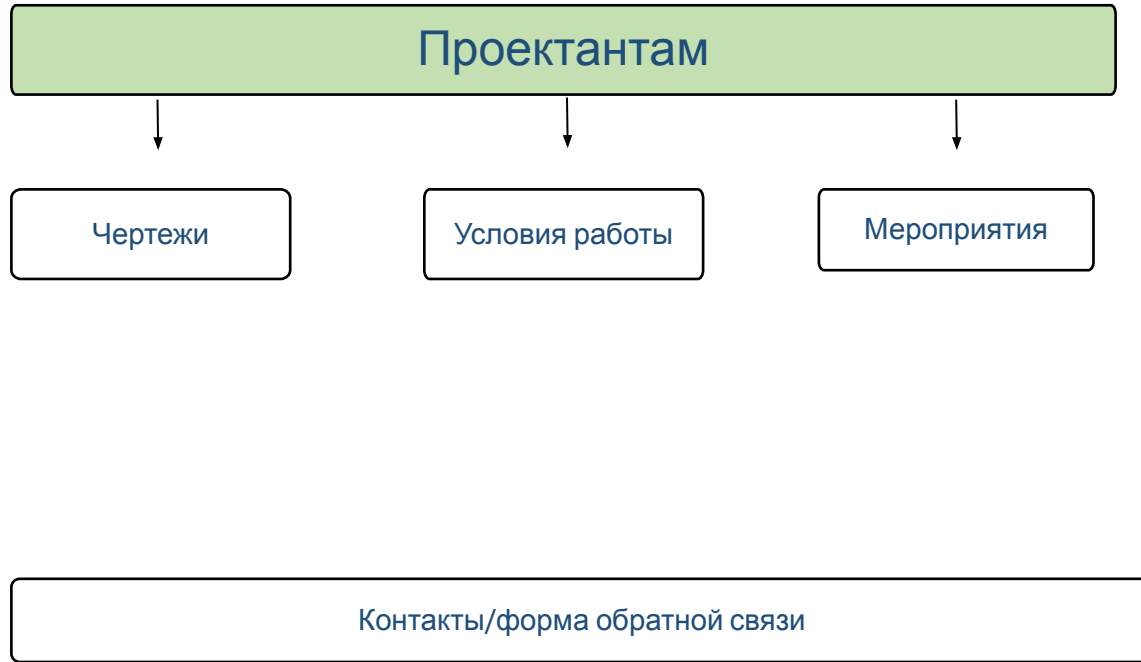 Проектантам
Чертежи
Условия работы
Мероприятия
Контакты/форма обратной связи